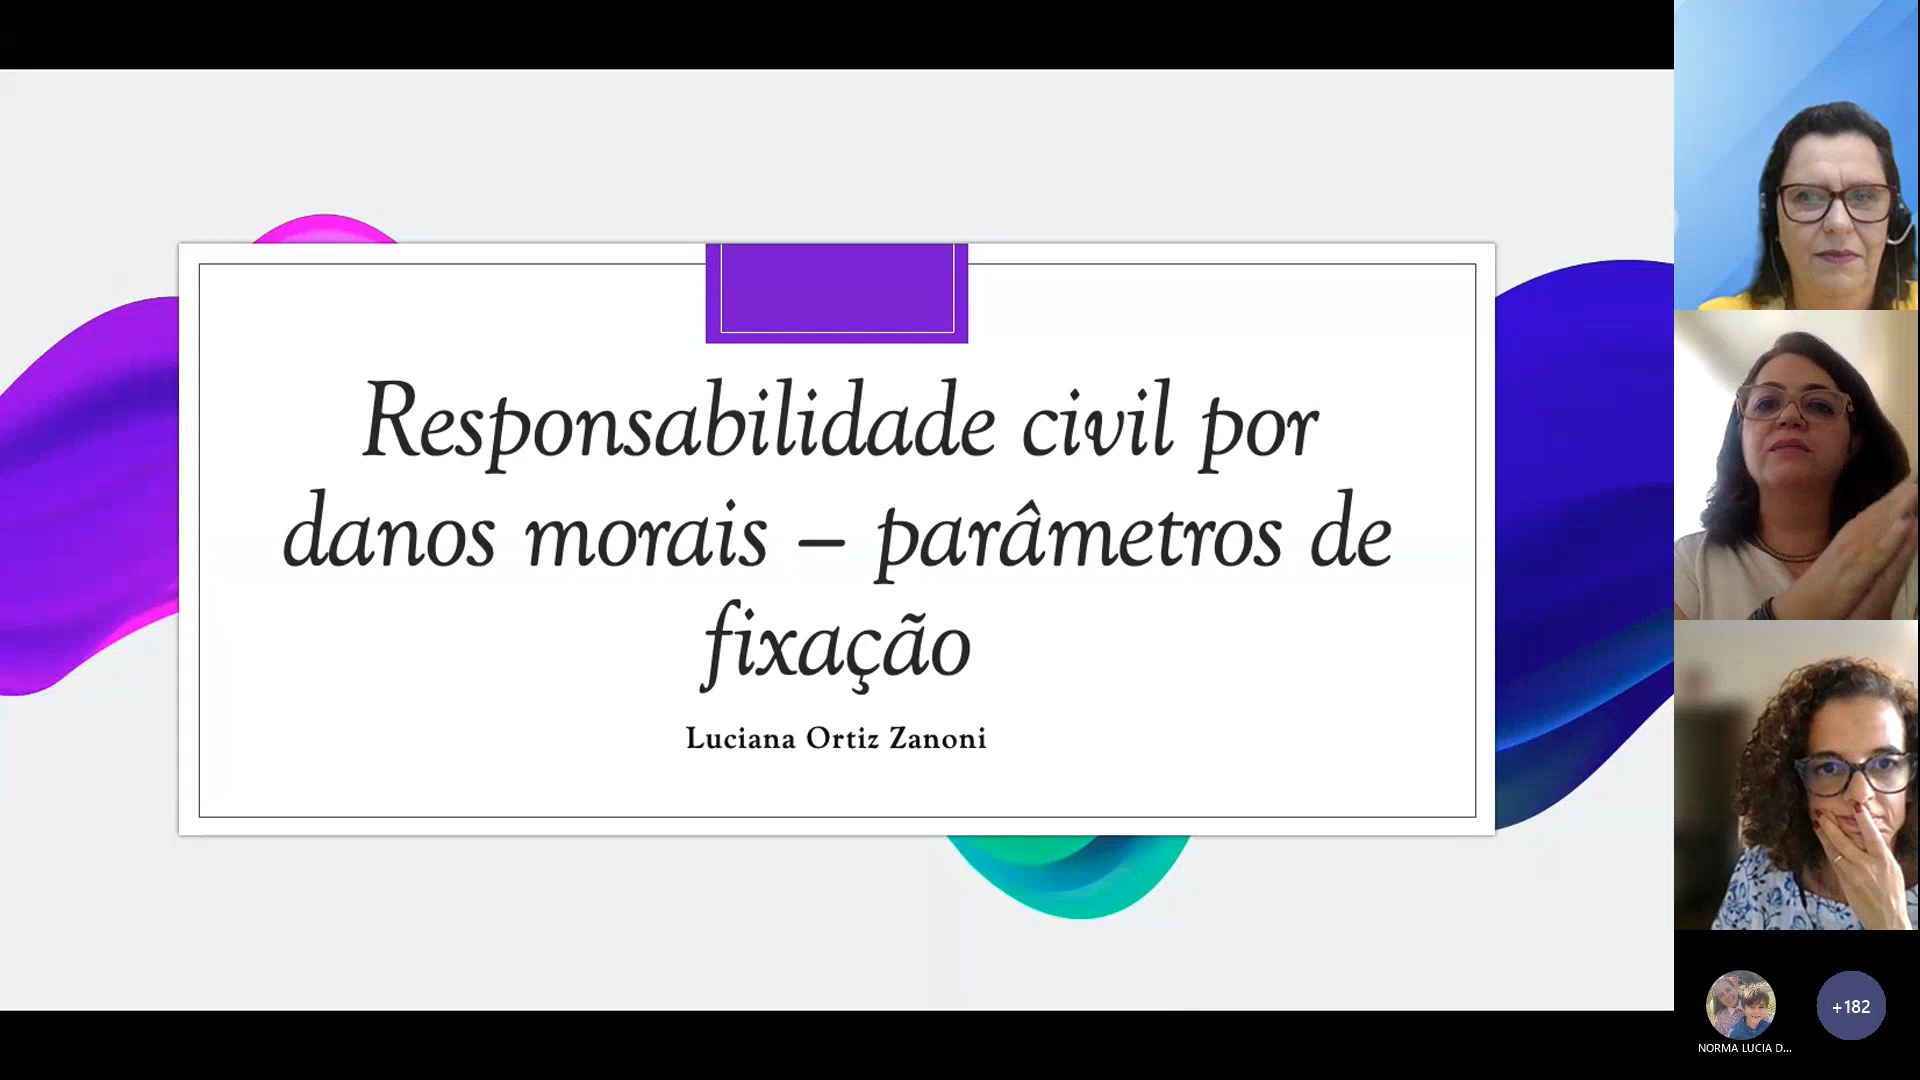 Responsabilidade civil por
danos morais – parâmetros de
fixação
Luciana Ortiz Zanoni
+182
NORMA LUCIA D...